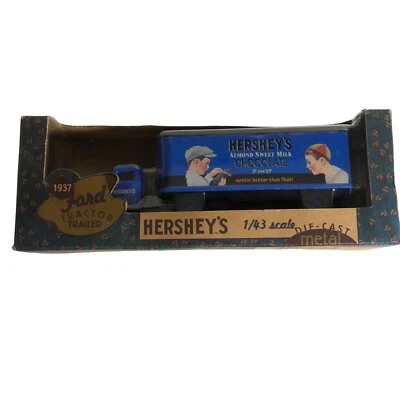 HERSHEY'S
ALMOND SWEET MILK
CHOCOLATE
nothin' better than that!
HERSHEY'S
1937
Ford
TRACTOR
TRAILER
HERSHEY'S
1/43 scale
DIE-CAST
metal